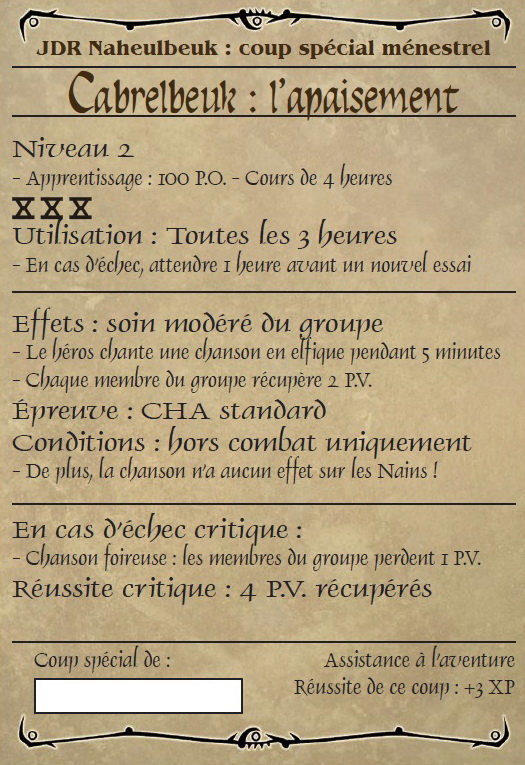 JDR Naheulbeuk : coup spécial ménestrel
Cabrelbeuk : l'apaisement
Niveau 2
- Apprentissage : 100 P.O. - Cours de 4 heures
XXX
Utilisation : Toutes les 3 heures
- En cas d'échec, attendre 1 heure avant un nouvel essai
Effets : soin modéré du groupe
- Le héros chante une chanson en elfique pendant 5 minutes
- Chaque membre du groupe récupère 2 P.V.
Épreuve : CHA standard
Conditions : hors combat uniquement
- De plus, la chanson n'a aucun effet sur les Nains !
En cas d'échec critique :
- Chanson foireuse : les membres du groupe perdent 1 P.V.
Réussite critique : 4 P.V. récupérés
Coup spécial de :
Assistance à l'aventure
Réussite de ce coup : +3 XP